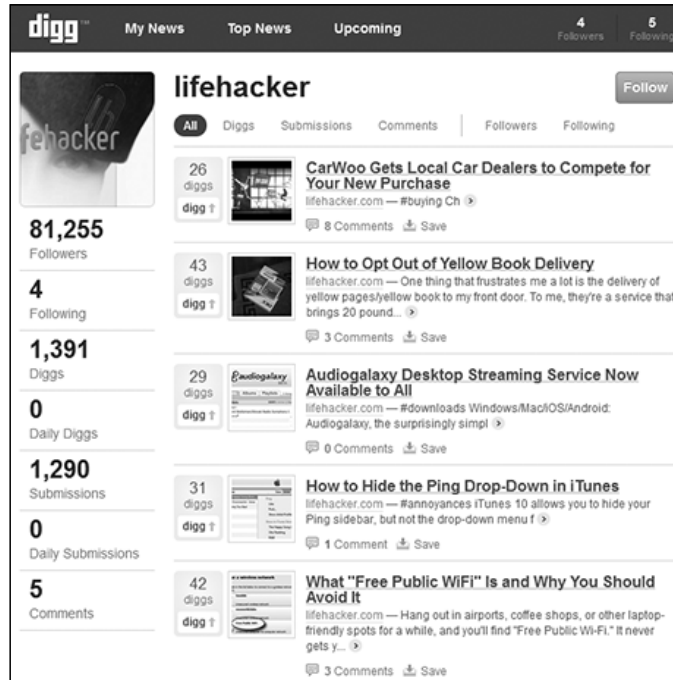 digg™
My News Top News Upcoming
4 Followers
5 Following
fehacker
lifehacker
Follow
All Diggs Submissions Comments Followers Following
81,255
Followers
4
Following
1,391
Diggs
0
Daily Diggs
1,290
Submissions
0
Daily Submissions
5
Comments
26
diggs
digg ↑
CarWoo Gets Local Car Dealers to Compete for
Your New Purchase
lifehacker.com — #buying Ch
8 Comments Save
43
diggs
digg ↑
How to Opt Out of Yellow Book Delivery
lifehacker.com — One thing that frustrates me a lot is the delivery of
yellow pages/yellow book to my front door. To me, they're a service that
brings 20 pound...
3 Comments Save
29
diggs
digg ↑
audiogalaxy
Albums Playlists
Audiogalaxy Desktop Streaming Service Now
Available to All
lifehacker.com — #downloads Windows/Mac/iOS/Android:
Audiogalaxy, the surprisingly simpl
0 Comments Save
31
diggs
digg ↑
How to Hide the Ping Drop-Down in iTunes
lifehacker.com — #annoyances iTunes 10 allows you to hide your
Ping sidebar, but not the drop-down menu f
1 Comment Save
42
diggs
digg ↑
What "Free Public WiFi" Is and Why You Should
Avoid It
lifehacker.com — Hang out in airports, coffee shops, or other laptop-
friendly spots for a while, and you'll find "Free Public Wi-Fi." It never
gets y...
3 Comments Save